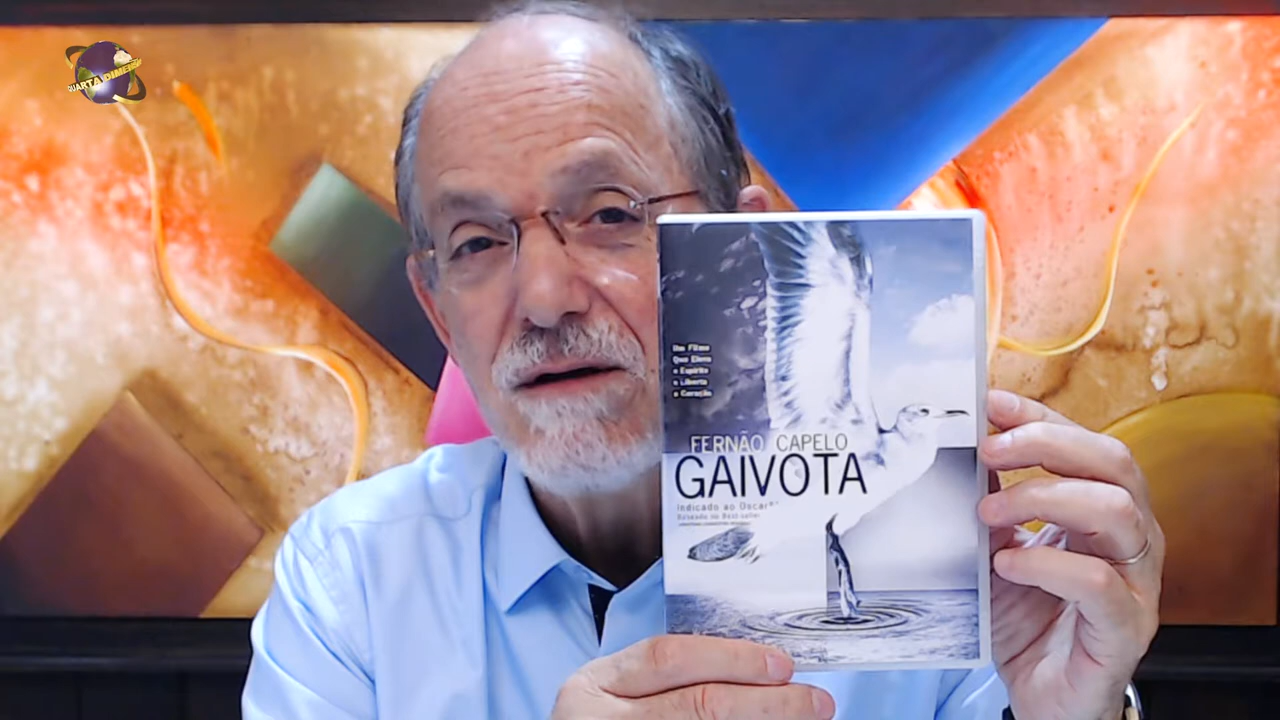 QUARTA DIMENSÃO
Um Filme
Que Eleva
o Espírito
e Liberta
o Coração
FERNÃO CAPELO
GAIVOTA
Indicado ao Oscar
Baseado no Best-seller